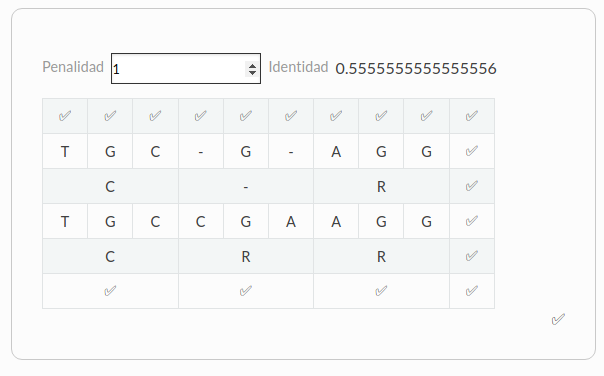 Penalidad 1 Identidad 0.5555555555555556
✅ ✅ ✅ ✅ ✅ ✅ ✅ ✅ ✅ ✅
T G C - G - A G G ✅
C - R ✅
T G C C G A A G G ✅
C R R ✅
✅ ✅ ✅ ✅
✅